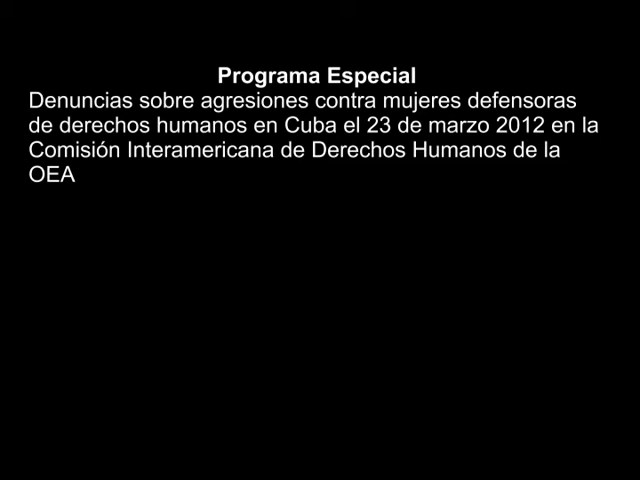 Programa Especial
Denuncias sobre agresiones contra mujeres defensoras
de derechos humanos en Cuba el 23 de marzo 2012 en la
Comisión Interamericana de Derechos Humanos de la
OEA